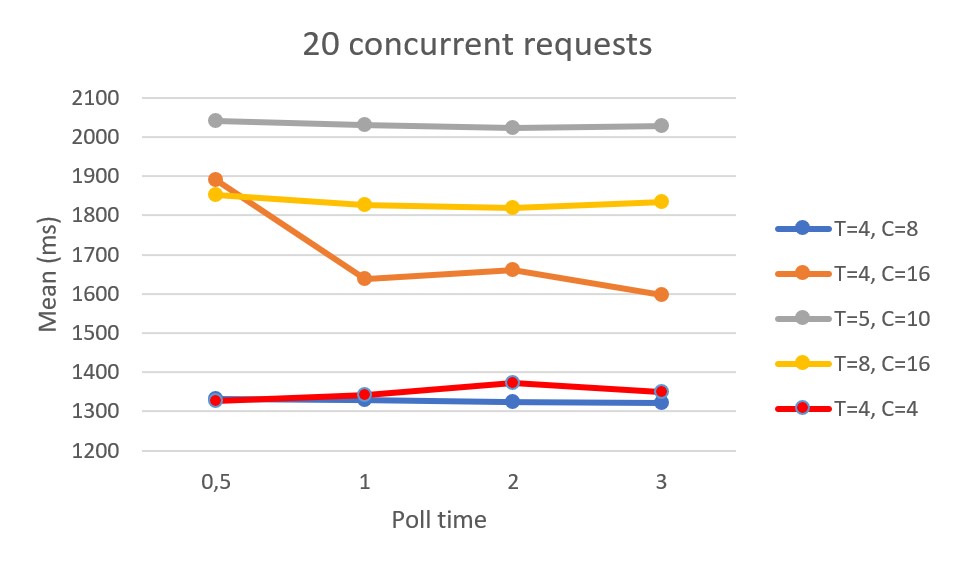 20 concurrent requests
2100
2000
1900
1800
1700
1600
1500
1400
1300
1200
Mean (ms)
0,5 1 2 3
Poll time
T=4, C=8
T=4, C=16
T=5, C=10
T=8, C=16
T=4, C=4